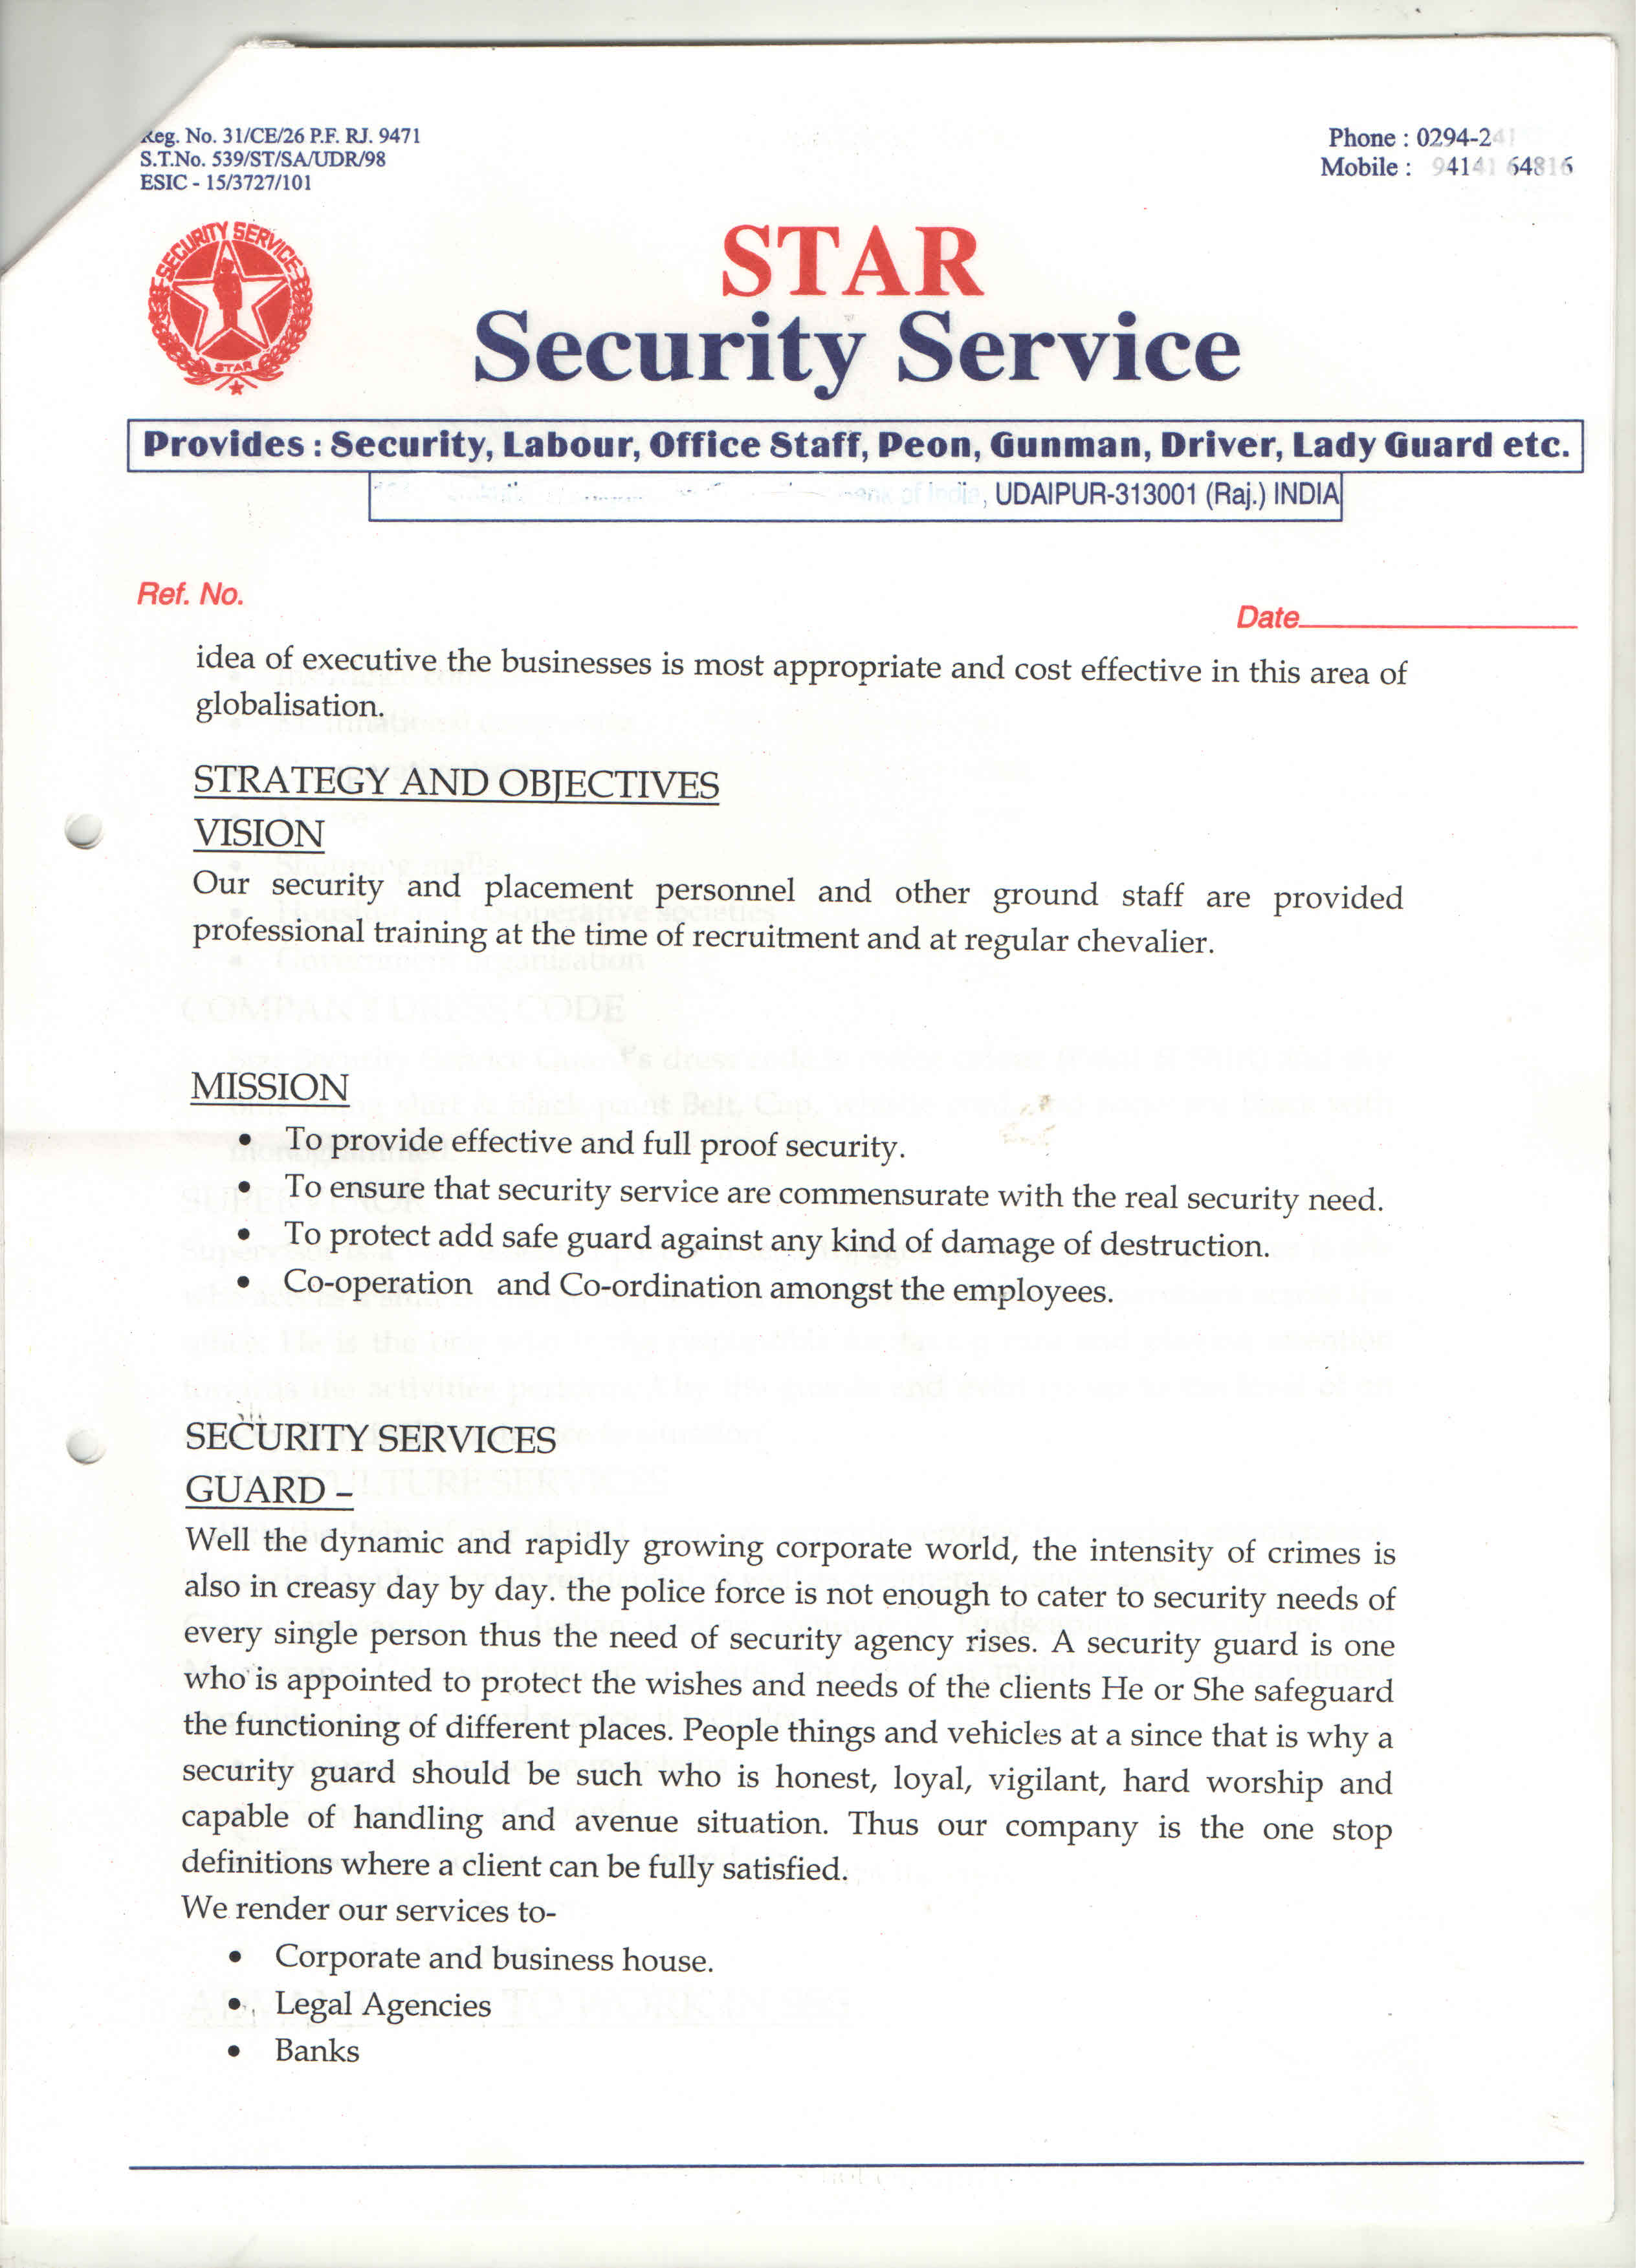 Reg. No. 31/CE/26 P.F. RJ. 9471
S.T.No. 539/ST/SA/UDR/98
ESIC - 15/3727/101
Phone : 0294-2
Mobile : 94141 64816
SECURITY SERVICE
STAR
STAR
Security Service
Provides : Security, Labour, Office Staff, Peon, Gunman, Driver, Lady Guard etc.
of India, UDAIPUR-313001 (Raj.) INDIA
Ref. No.
Date
idea of executive the businesses is most appropriate and cost effective in this area of
globalisation.
STRATEGY AND OBJECTIVES
VISION
Our security and placement personnel and other ground staff are provided
professional training at the time of recruitment and at regular chevalier.
MISSION
• To provide effective and full proof security.
• To ensure that security service are commensurate with the real security need.
• To protect add safe guard against any kind of damage of destruction.
• Co-operation and Co-ordination amongst the employees.
SECURITY SERVICES
GUARD –
Well the dynamic and rapidly growing corporate world, the intensity of crimes is
also in creasy day by day. the police force is not enough to cater to security needs of
every single person thus the need of security agency rises. A security guard is one
who is appointed to protect the wishes and needs of the clients He or She safeguard
the functioning of different places. People things and vehicles at a since that is why a
security guard should be such who is honest, loyal, vigilant, hard worship and
capable of handling and avenue situation. Thus our company is the one stop
definitions where a client can be fully satisfied.
We render our services to-
• Corporate and business house.
• Legal Agencies
• Banks